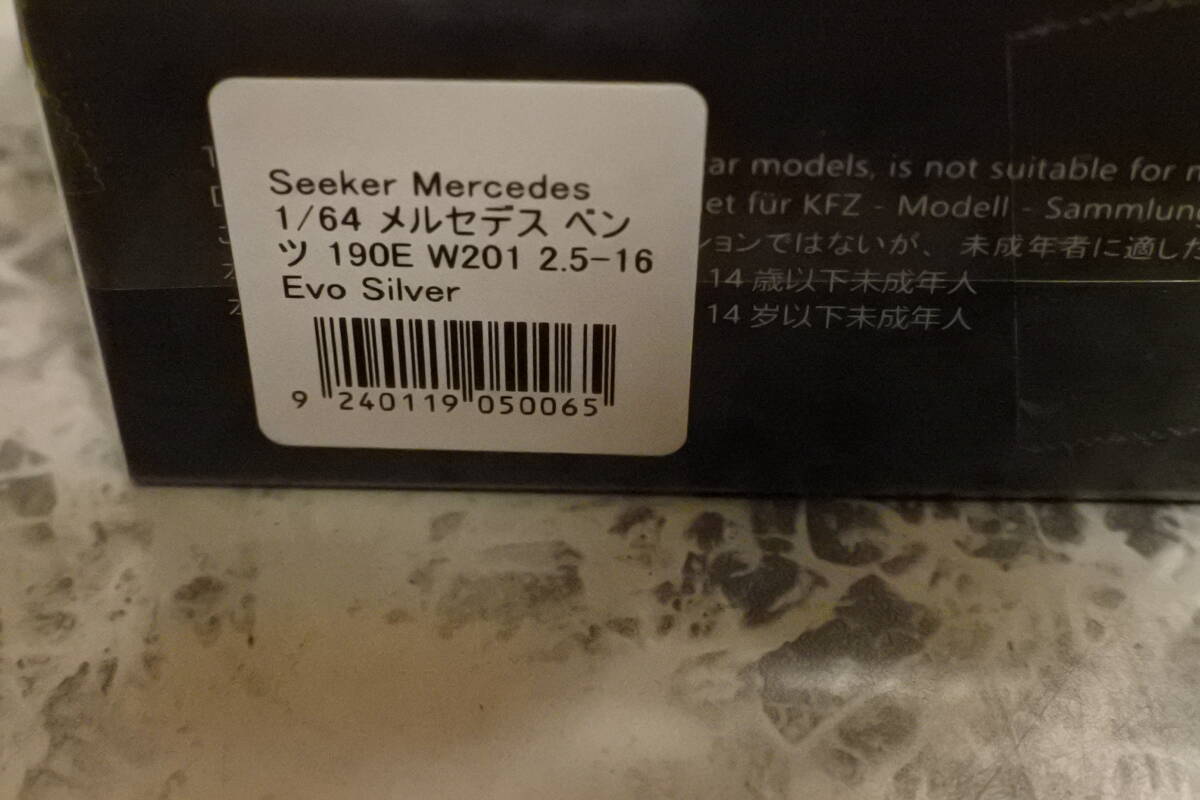 Seeker Mercedes
1/64 メルセデス ベン
ツ 190E W201 2.5-16
Evo Silver
9 240119 050065
ar models, is not suitable for
et für KFZ - Modell - Sammlung
ションではないが、未成年者に適した
14 歳以下未成年人
14 岁以下未成年人